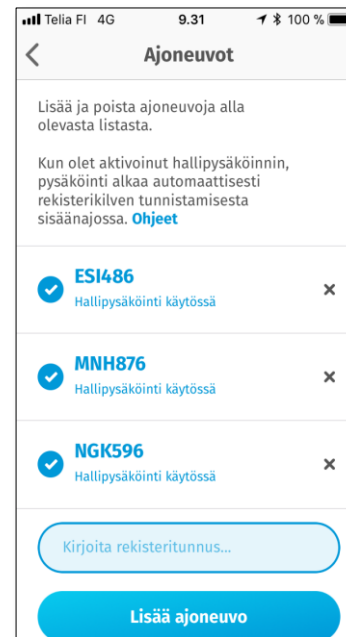 Telia FI 4G 9.31 100 %
Ajoneuvot
Lisää ja poista ajoneuvoja alla
olevasta listasta.
Kun olet aktivoinut hallipysäköinnin,
pysäköinti alkaa automaattisesti
rekisterikilven tunnistamisesta
sisäänajossa. Ohjeet
ESI486
Hallipysäköinti käytössä
MNH876
Hallipysäköinti käytössä
NGK596
Hallipysäköinti käytössä
Kirjoita rekisteritunnus...
Lisää ajoneuvo